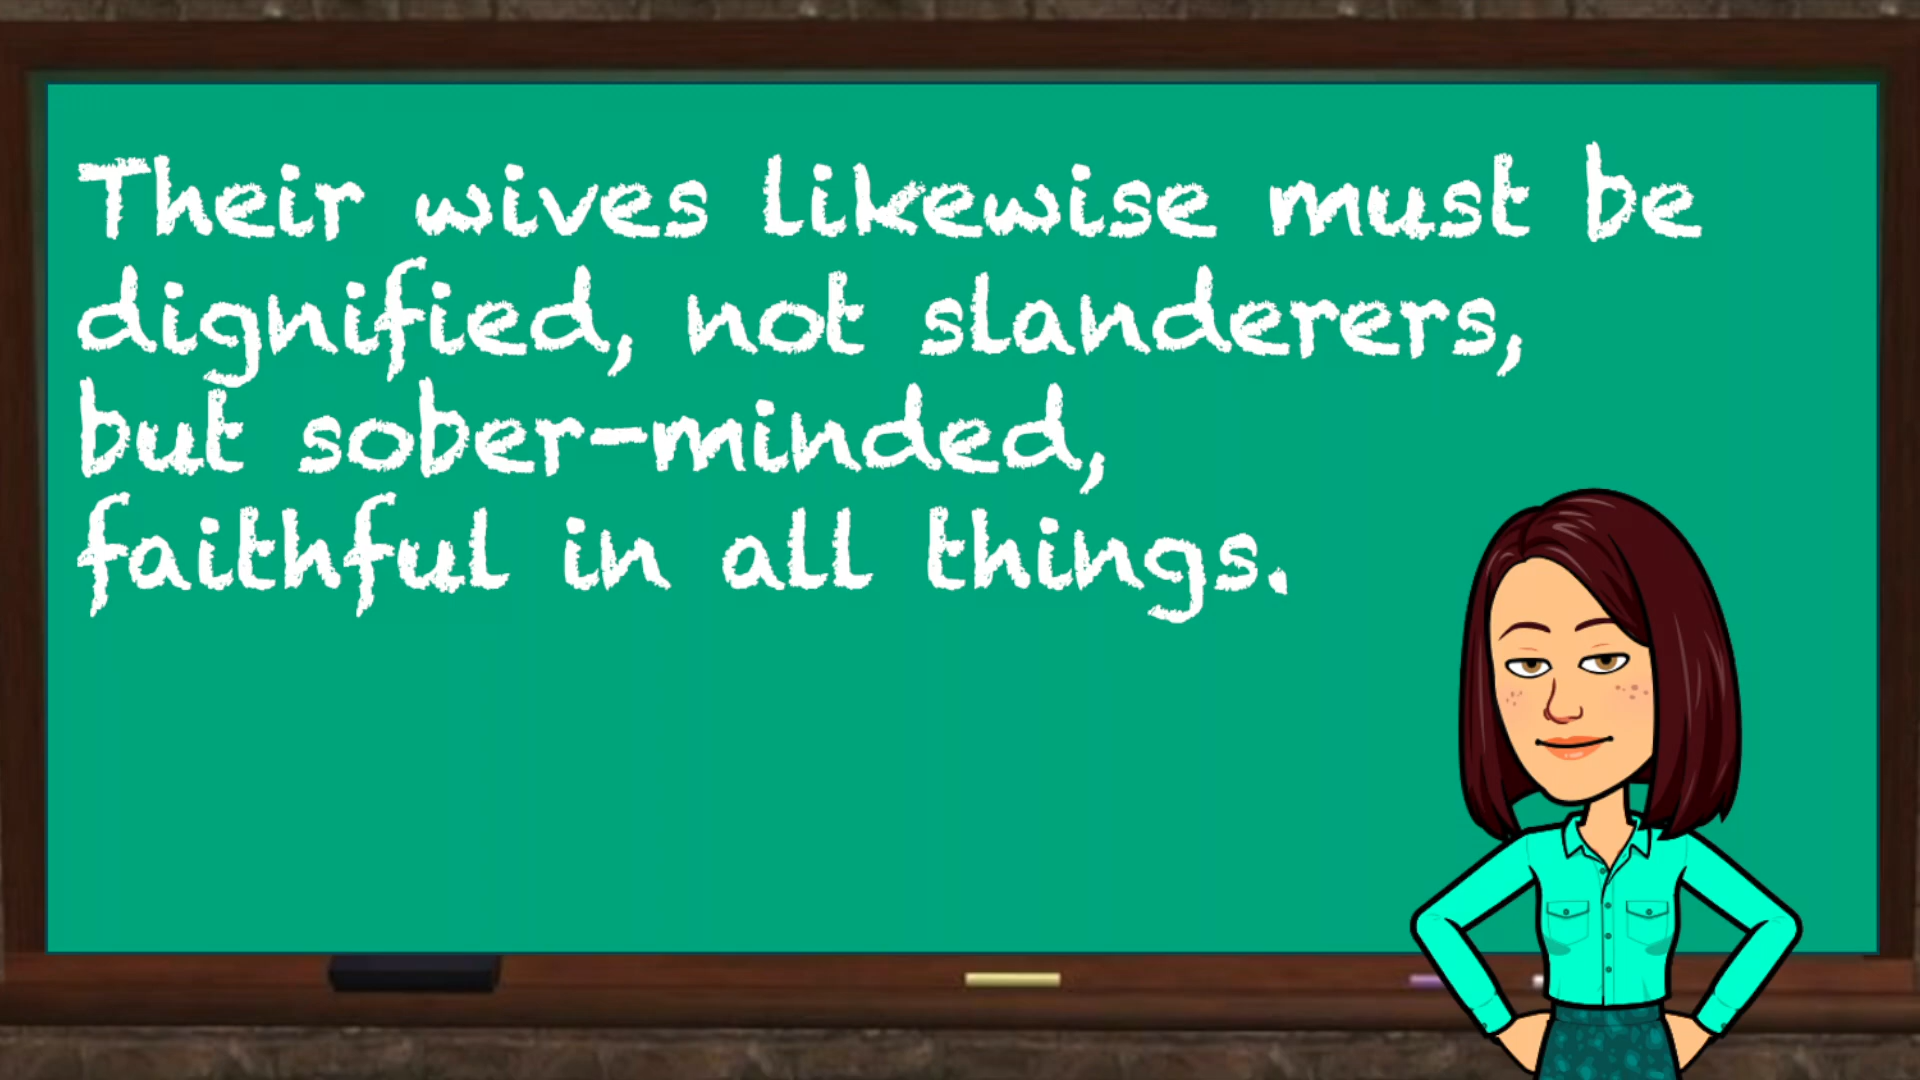 Their wives likewise must be
dignified, not slanderers,
but sober-minded,
faithful in all things.